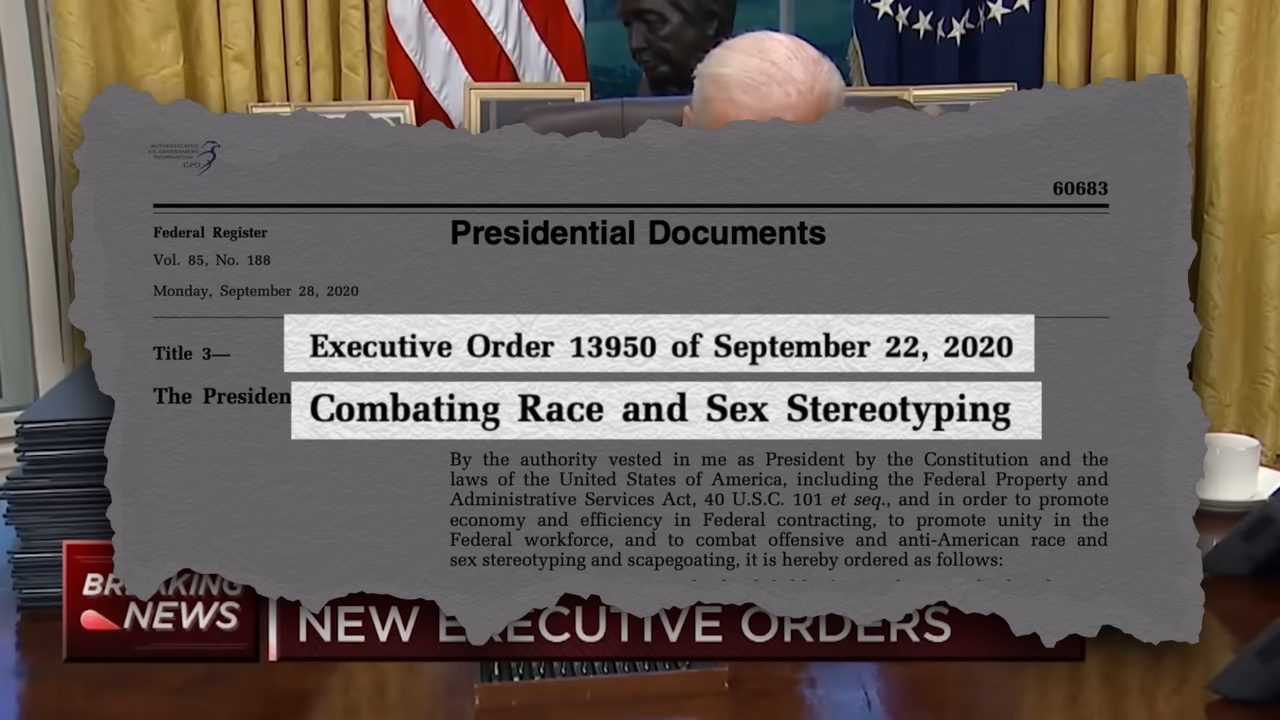 AUTHENTICATED
U.S. GOVERNMENT
INFORMATION
GPO
60683
Federal Register
Presidential Documents
Vol. 85, No. 188
Monday, September 28, 2020
Title 3—
Executive Order 13950 of September 22, 2020
The Presiden
Combating Race and Sex Stereotyping
By the authority vested in me as President by the Constitution and the
laws of the United States of America, including the Federal Property and
Administrative Services Act, 40 U.S.C. 101 et seq., and in order to promote
economy and efficiency in Federal contracting, to promote unity in the
Federal workforce, and to combat offensive and anti-American race and
sex stereotyping and scapegoating, it is hereby ordered as follows:
BREAKING
NEWS
NEW EXECUTIVE ORDERS